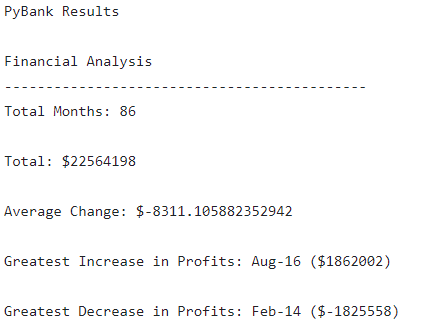 PyBank Results
Financial Analysis
--------------------------------------------
Total Months: 86
Total: $22564198
Average Change: $-8311.105882352942
Greatest Increase in Profits: Aug-16 ($1862002)
Greatest Decrease in Profits: Feb-14 ($-1825558)